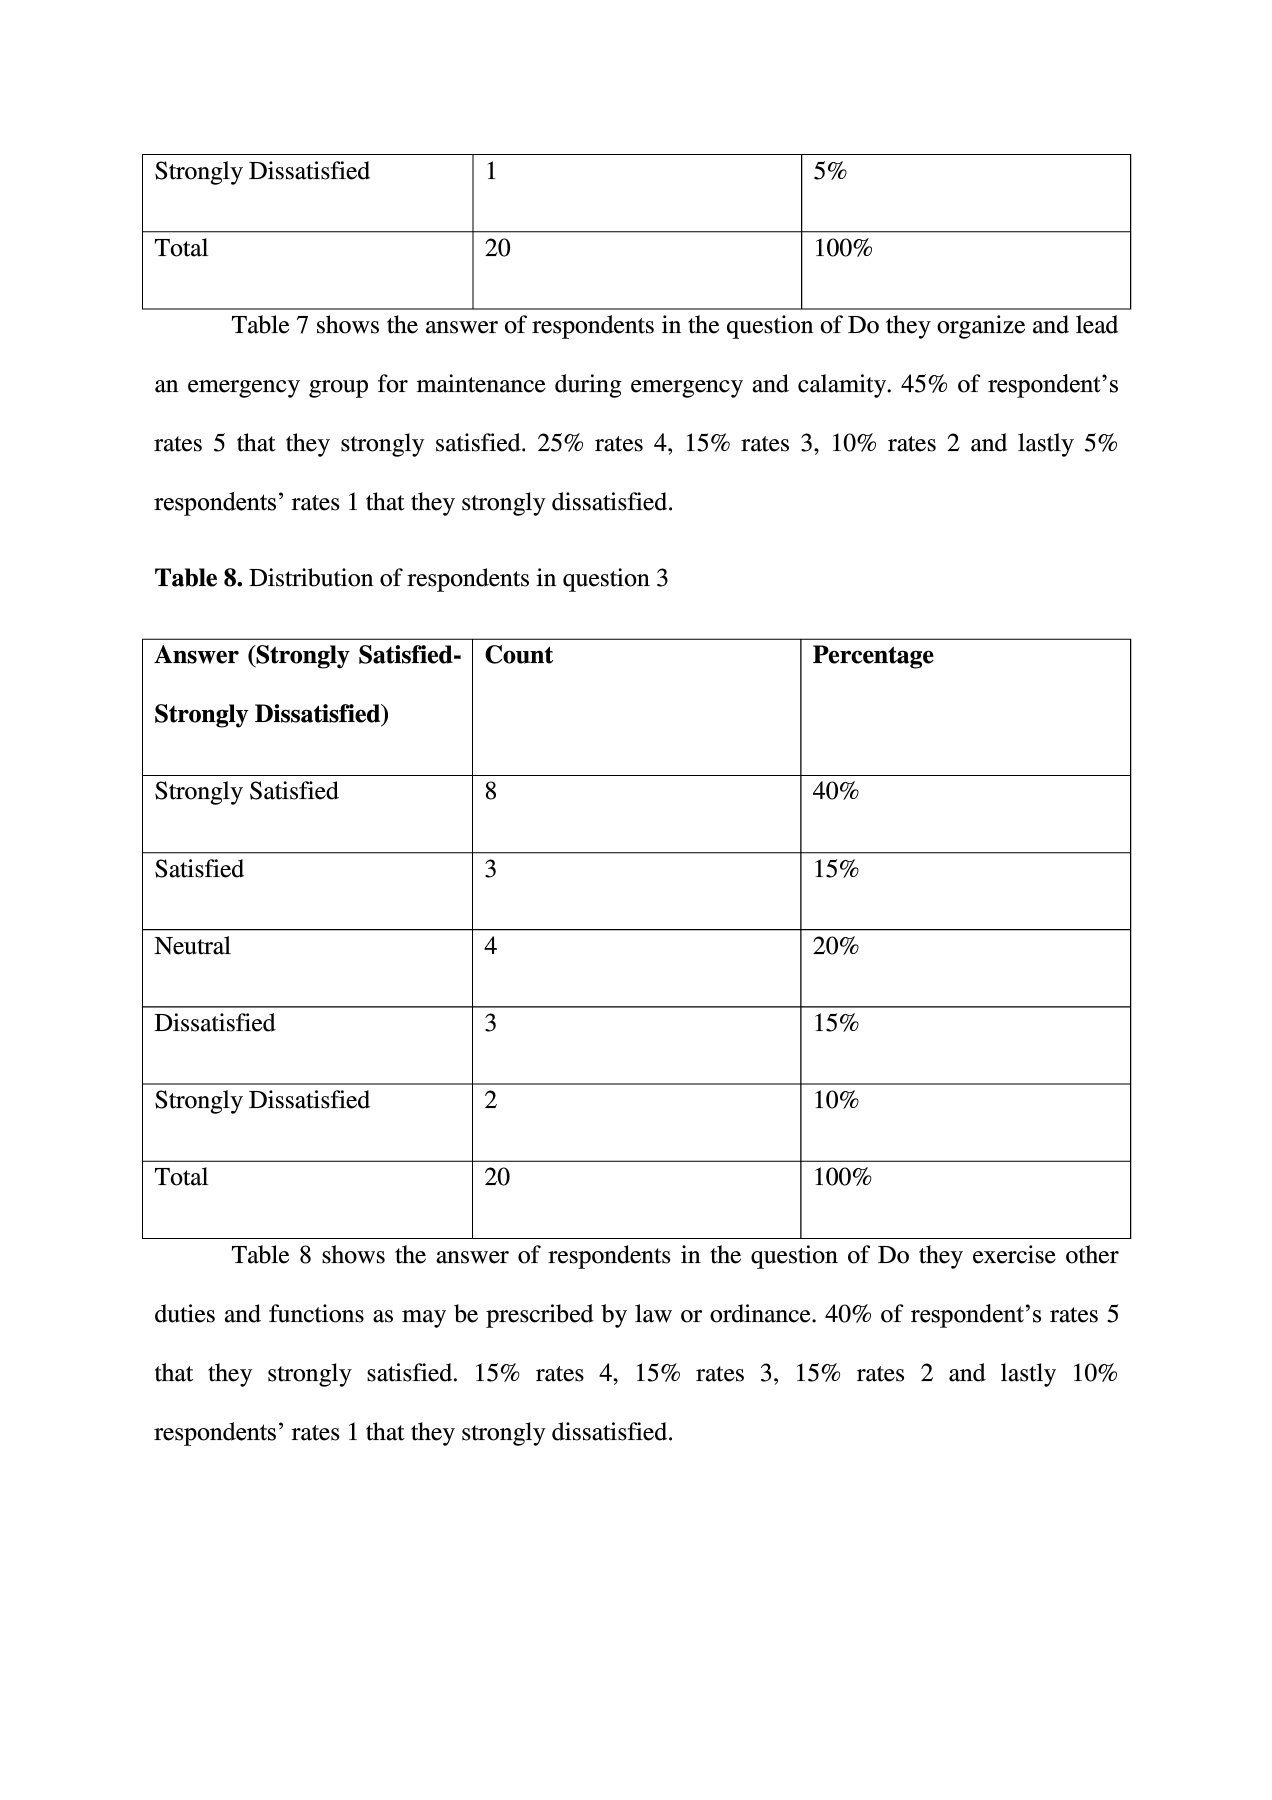 Strongly Dissatisfied 1 5%
Total 20 100%
Table 7 shows the answer of respondents in the question of Do they organize and lead
an emergency group for maintenance during emergency and calamity. 45% of respondent’s
rates 5 that they strongly satisfied. 25% rates 4, 15% rates 3, 10% rates 2 and lastly 5%
respondents’ rates 1 that they strongly dissatisfied.
Table 8. Distribution of respondents in question 3
Answer (Strongly Satisfied- Count Percentage
Strongly Dissatisfied)
Strongly Satisfied 8 40%
Satisfied 3 15%
Neutral 4 20%
Dissatisfied 3 15%
Strongly Dissatisfied 2 10%
Total 20 100%
Table 8 shows the answer of respondents in the question of Do they exercise other
duties and functions as may be prescribed by law or ordinance. 40% of respondent’s rates 5
that they strongly satisfied. 15% rates 4, 15% rates 3, 15% rates 2 and lastly 10%
respondents’ rates 1 that they strongly dissatisfied.